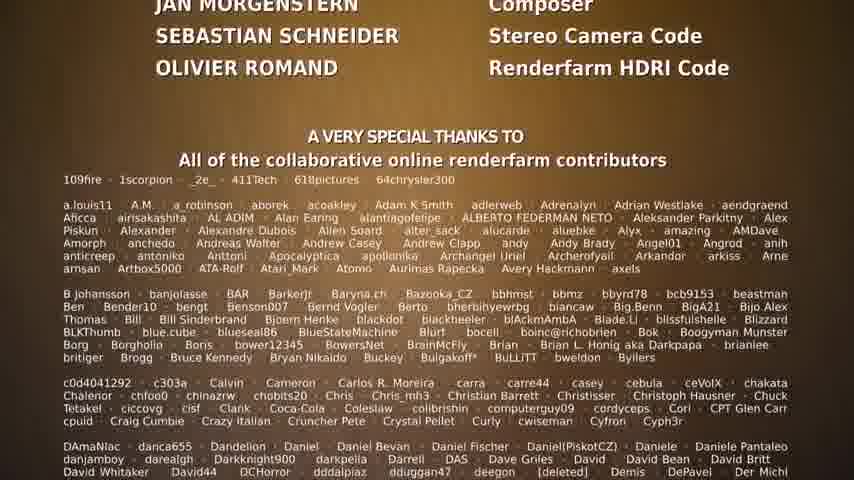 JAN MORGENSTERN Composer
SEBASTIAN SCHNEIDER Stereo Camera Code
OLIVIER ROMAND Renderfarm HDRI Code
A VERY SPECIAL THANKS TO
All of the collaborative online renderfarm contributors
109fire · 1scorpion · _2e_ · 411Tech · 618pictures · 64chrysler300
a.louis11 · A.M. · a_robinson · aborek · acoakley · Adam K Smith · adlerweb · Adrenalyn · Adrian Westlake · aendgraend
Aficca · airisakashita · AL ADIM · Alan Earing · alantiagofelipe · ALBERTO FEDERMAN NETO · Aleksander Parkitny · Alex
Piskun · Alexander · Alexandre Dubois · Allen Soard · alter_sack · alucarde · aluebke · Alyx · amazing · AMDave
Amorph · anchedo · Andreas Walter · Andrew Casey · Andrew Clapp · andy · Andy Brady · Angel01 · Angrod · anih
anticreep · antoniko · Anttoni · Apocalyptica · apollonika · Archangel Uriel · Archerofyail · Arkandor · arkiss · Arne
arnsan · Artbox5000 · ATA-Rolf · Atari_Mark · Atomo · Aurimas Rapecka · Avery Hackmann · axels
B Johansson · banjolasse · BAR · BarkerJr · Baryna.ch · Bazooka_CZ · bbhmst · bbmz · bbyrd78 · bcb9153 · beastman
Ben · Bender10 · bengt · Benson007 · Bernd Vogler · Berto · bherbihyewrbg · biancaw · Big.Benn · BigA21 · Bijo Alex
Thomas · Bill · Bill Sinderbrand · Bjoern Henke · blackdot · blackheeler · blAckmAmbA · Blade.Li · blissfulshelle · Blizzard
BLKThumb · blue.cube · blueseal86 · BlueStateMachine · Blurf · bocell · boinc@richobrien · Bok · Boogyman Munster
Borg · Borgholio · Boris · bower12345 · BowersNet · BrainMcFly · Brian · Brian L. Honig aka Darkpapa · brianlee
britiger · Brogg · Bruce Kennedy · Bryan Nikaido · Buckey · Bulgakoff* · BuLLiTT · bweldon · Byllers
c0d4041292 · c303a · Calvin · Cameron · Carlos R. Moreira · carra · carre44 · casey · cebula · ceVoIX · chakata
Chalenor · chfoo0 · chinazrw · chobits20 · Chris · Chris_mh3 · Christian Barrett · Christisser · Christoph Hausner · Chuck
Tetakel · ciccovg · cisf · Clank · Coca-Cola · Coleslaw · colibrishin · computerguy09 · cordyceps · Cori · CPT Glen Carr
cpuid · Craig Cumbie · Crazy Italian · Cruncher Pete · Crystal Pellet · Curly · cwiseman · Cyfron · Cyph3r
DAmaNIac · danca655 · Dandelion · Daniel · Daniel Bevan · Daniel Fischer · Daniel(PiskotCZ) · Daniele · Daniele Pantaleo
danjamboy · darealgh · Darkknight900 · darkpella · Darrell · DAS · Dave Griles · David · David Bean · David Britt
David Whitaker · David44 · DCHorror · dddalpiaz · dduggan47 · deegon · [deleted] · Demis · DePavel · Der Michl